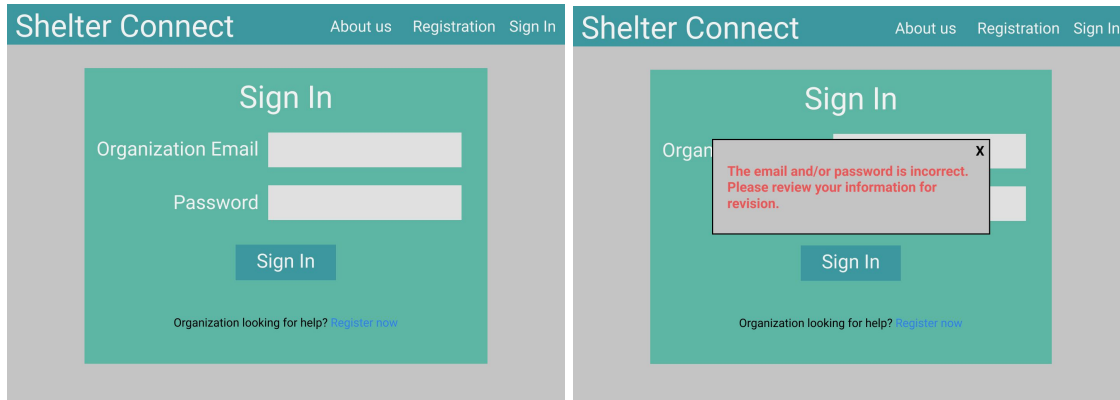 Shelter Connect About us Registration Sign In
Sign In
Organization Email
Password
Sign In
Organization looking for help? Register now
Shelter Connect About us Registration Sign In
Sign In
Organ
X
The email and/or password is incorrect.
Please review your information for
revision.
Sign In
Organization looking for help? Register now